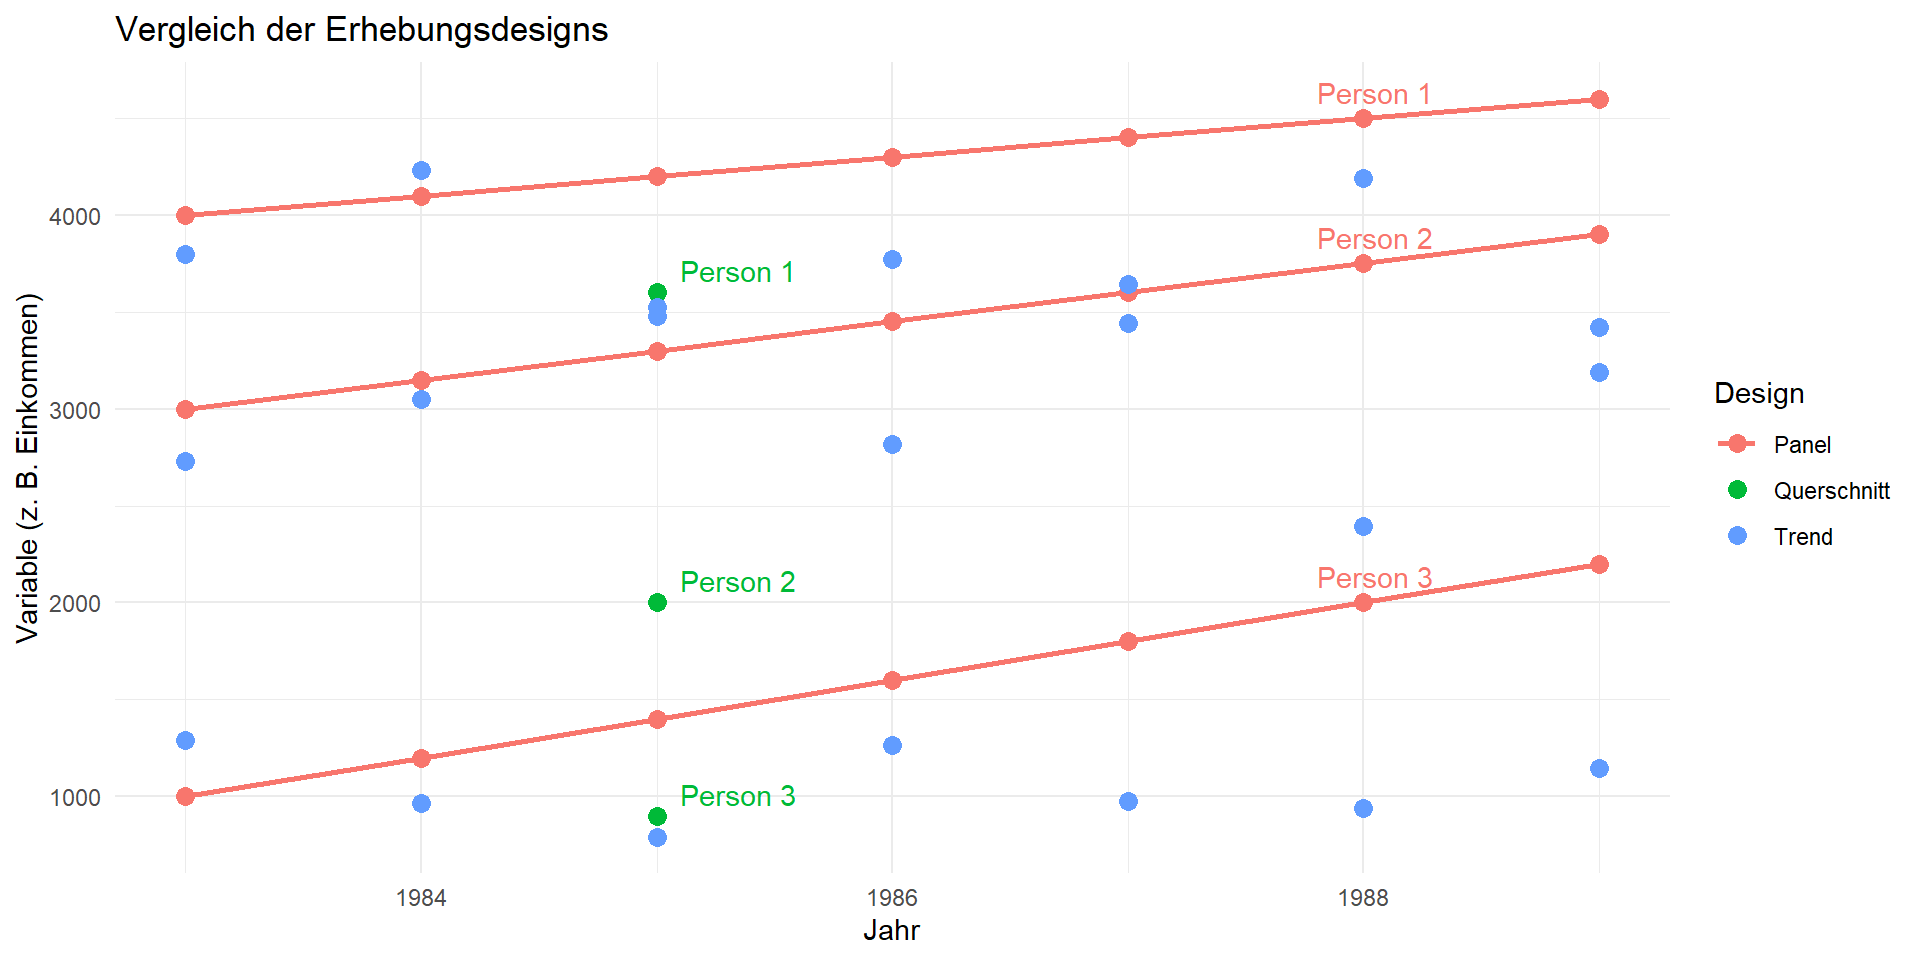 Vergleich der Erhebungsdesigns
Variable (z. B. Einkommen)
4000
3000
2000
1000
Person 1
Person 2
Person 3
Person 1
Person 2
Person 3
1984
1986
1988
Jahr
Design
Panel
Querschnitt
Trend